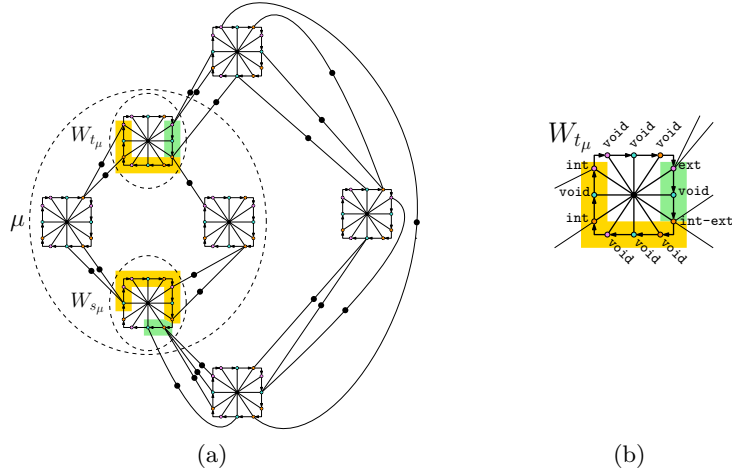 W_{t_μ}
μ
W_{s_μ}
(a)
W_{t_μ}
void void void
int ext
void void
int int-ext
void void void
(b)